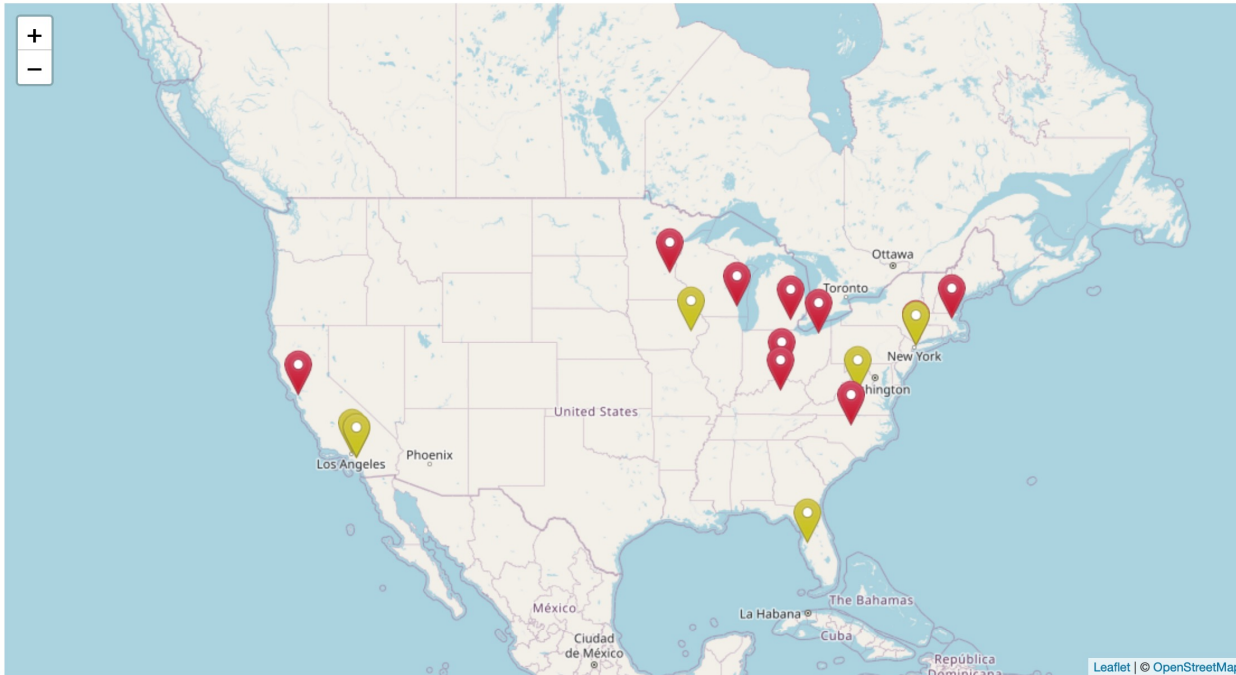 +
−
Ottawa
Toronto
New York
hington
United States
Phoenix
Los Angeles
The Bahamas
La Habana
México
Cuba
Ciudad
de México
República
Dominicana
Leaflet | © OpenStreetMap